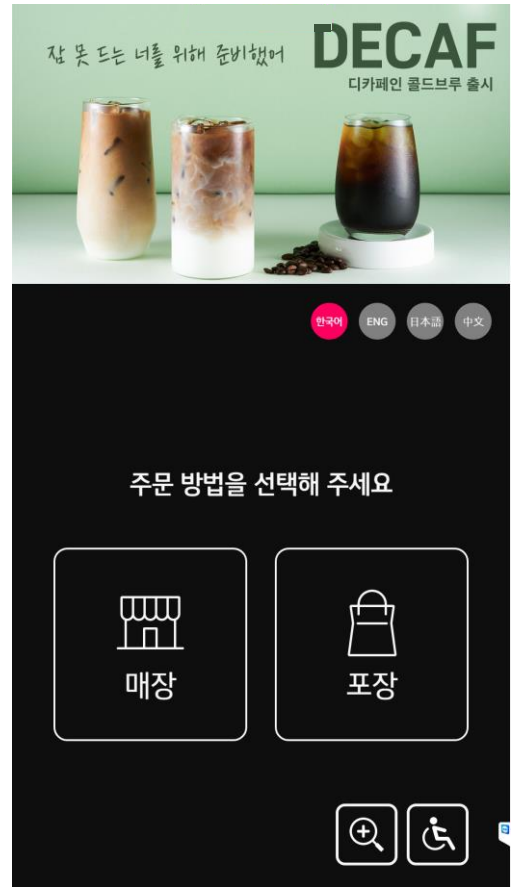 잠 못 드는 너를 위해 준비했어
DECAF
디카페인 콜드브루 출시
한국어 ENG 日本語 中文
주문 방법을 선택해 주세요
매장 포장